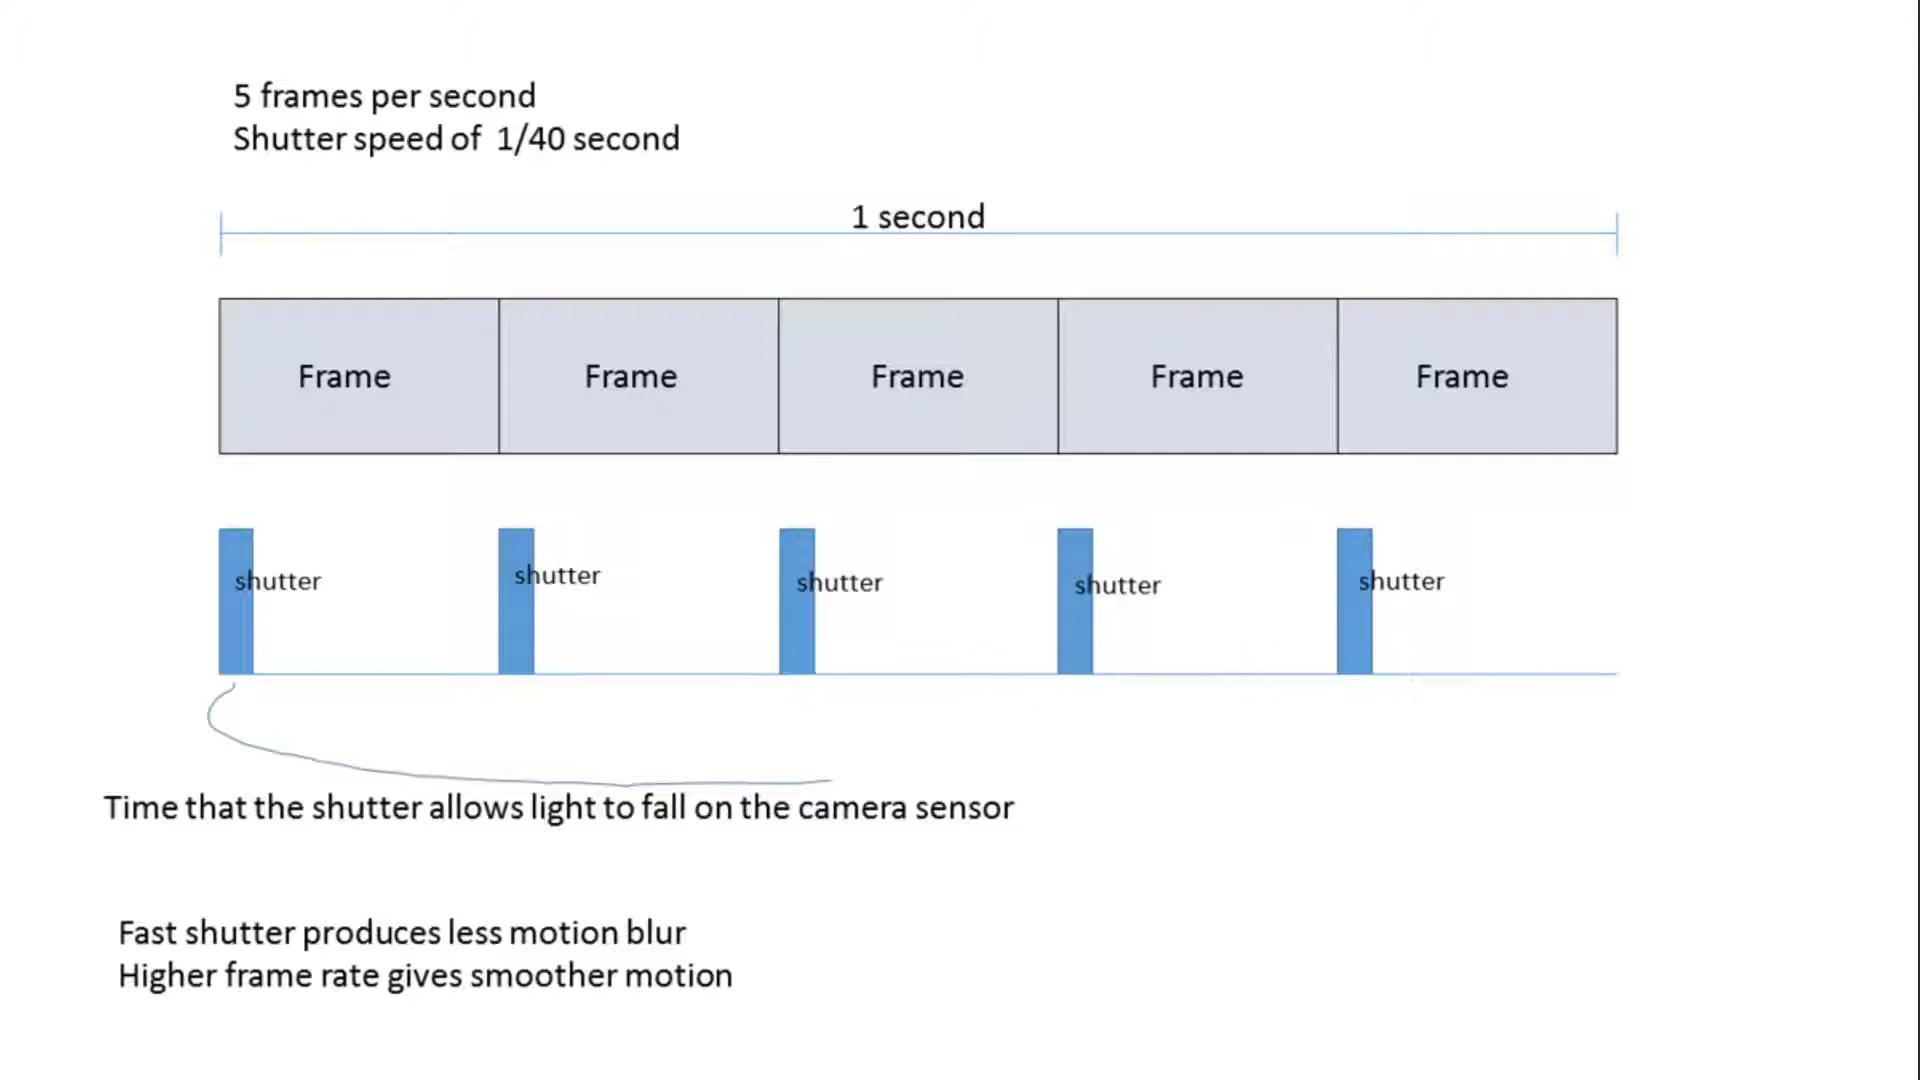 5 frames per second
Shutter speed of 1/40 second
1 second
Frame Frame Frame Frame Frame
shutter shutter shutter shutter shutter
Time that the shutter allows light to fall on the camera sensor
Fast shutter produces less motion blur
Higher frame rate gives smoother motion